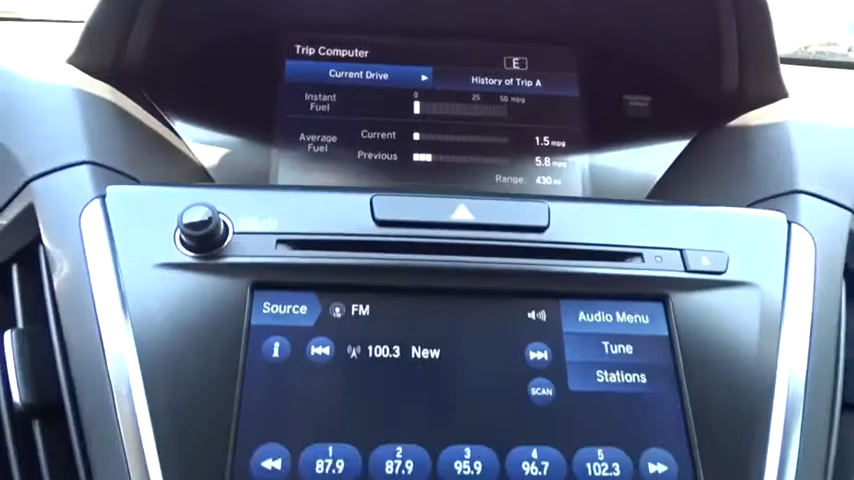 Trip Computer
E
Current Drive
History of Trip A
0 25 50 mpg
Instant
Fuel
Average
Fuel
Current
1.5 mpg
Previous
5.8 mpg
Range: 430 mi
Source
FM
Audio Menu
100.3 New
Tune
SCAN
Stations
1 2 3 4 5
87.9 87.9 95.9 96.7 102.3